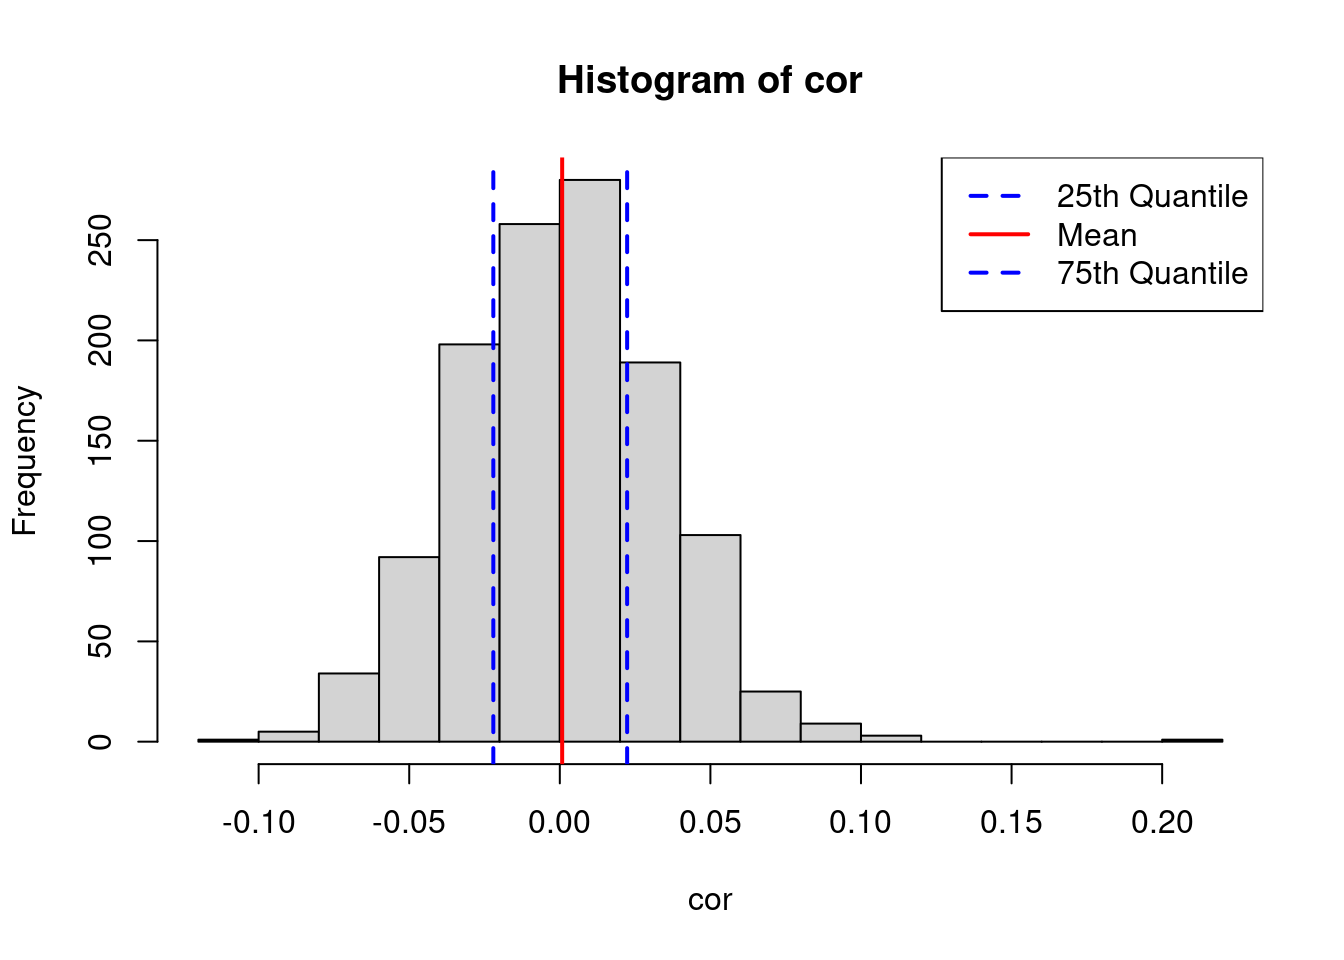 Histogram of cor
25th Quantile
Mean
75th Quantile
Frequency
250
200
150
100
50
0
-0.10 -0.05 0.00 0.05 0.10 0.15 0.20
cor